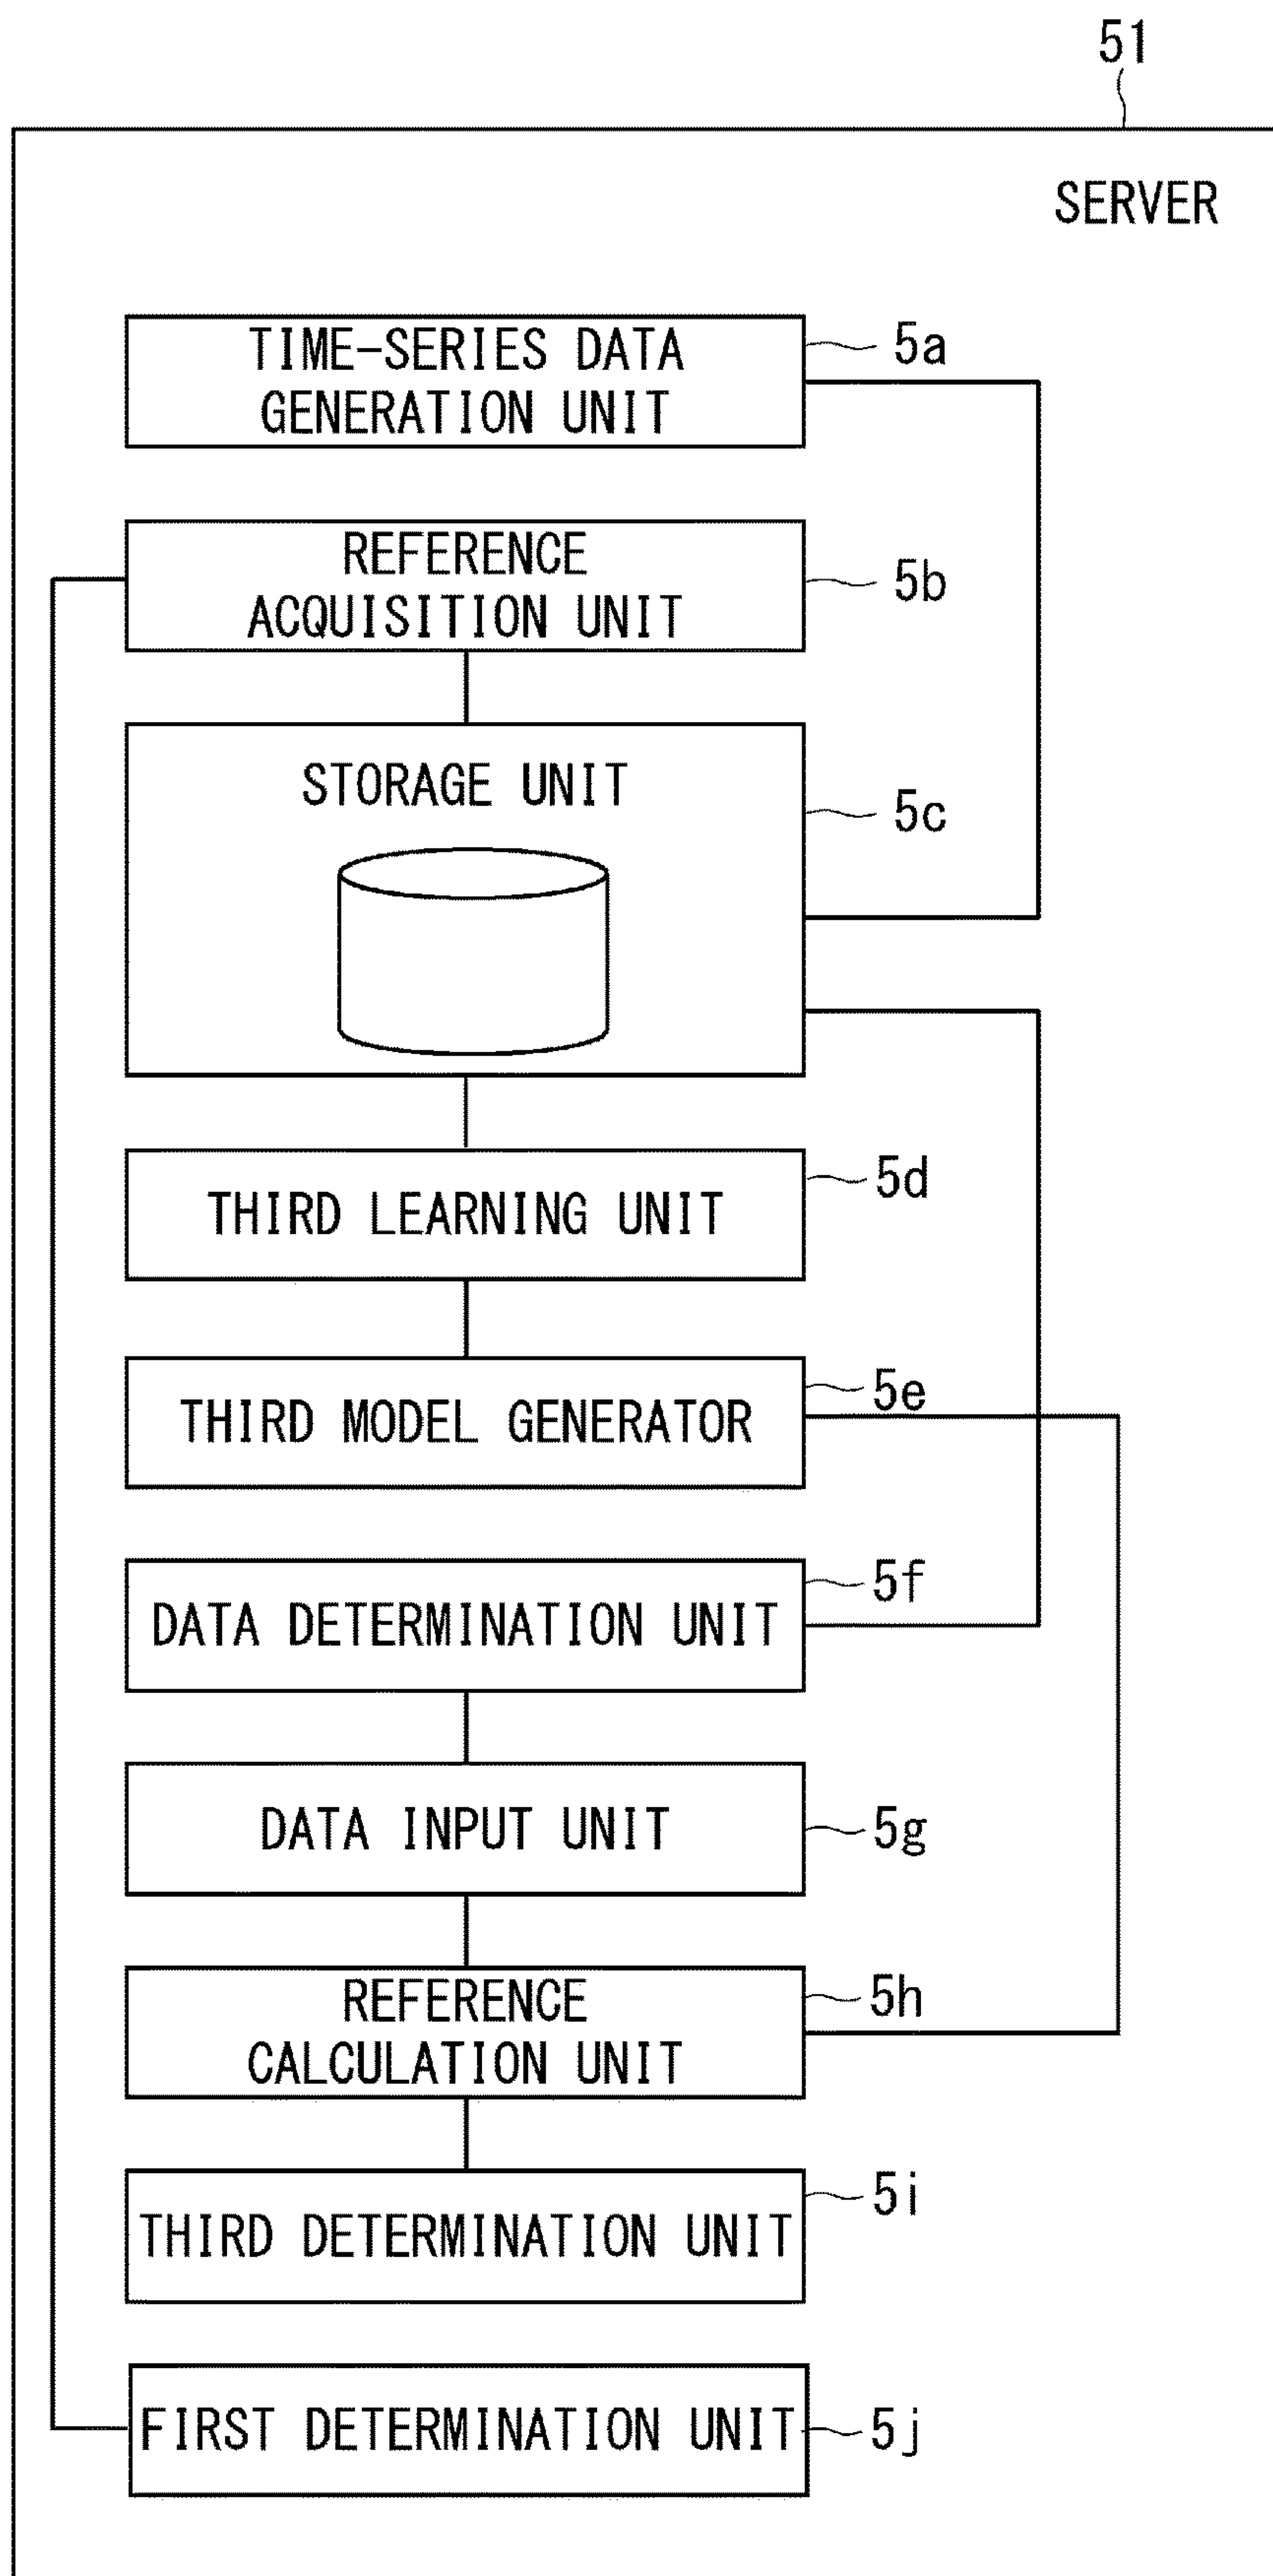 51
SERVER
TIME-SERIES DATA
GENERATION UNIT
5a
REFERENCE
ACQUISITION UNIT
5b
STORAGE UNIT
5c
THIRD LEARNING UNIT
5d
THIRD MODEL GENERATOR
5e
DATA DETERMINATION UNIT
5f
DATA INPUT UNIT
5g
REFERENCE
CALCULATION UNIT
5h
THIRD DETERMINATION UNIT
5i
FIRST DETERMINATION UNIT
5j